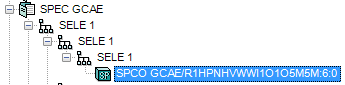 SPEC GCAE
SELE 1
SELE 1
SELE 1
SPCO GCAE/R1HPNHVWWI1O1O5M5M:6:0